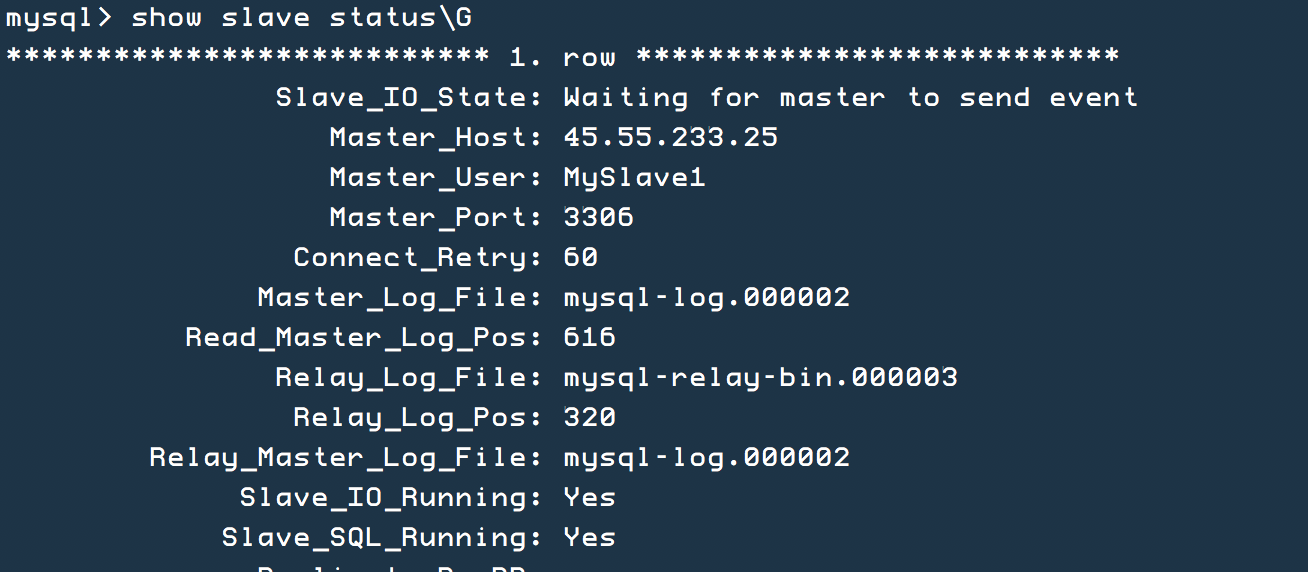 mysql> show slave status\G
*************************** 1. row ***************************
Slave_IO_State: Waiting for master to send event
Master_Host: 45.55.233.25
Master_User: MySlave1
Master_Port: 3306
Connect_Retry: 60
Master_Log_File: mysql-log.000002
Read_Master_Log_Pos: 616
Relay_Log_File: mysql-relay-bin.000003
Relay_Log_Pos: 320
Relay_Master_Log_File: mysql-log.000002
Slave_IO_Running: Yes
Slave_SQL_Running: Yes